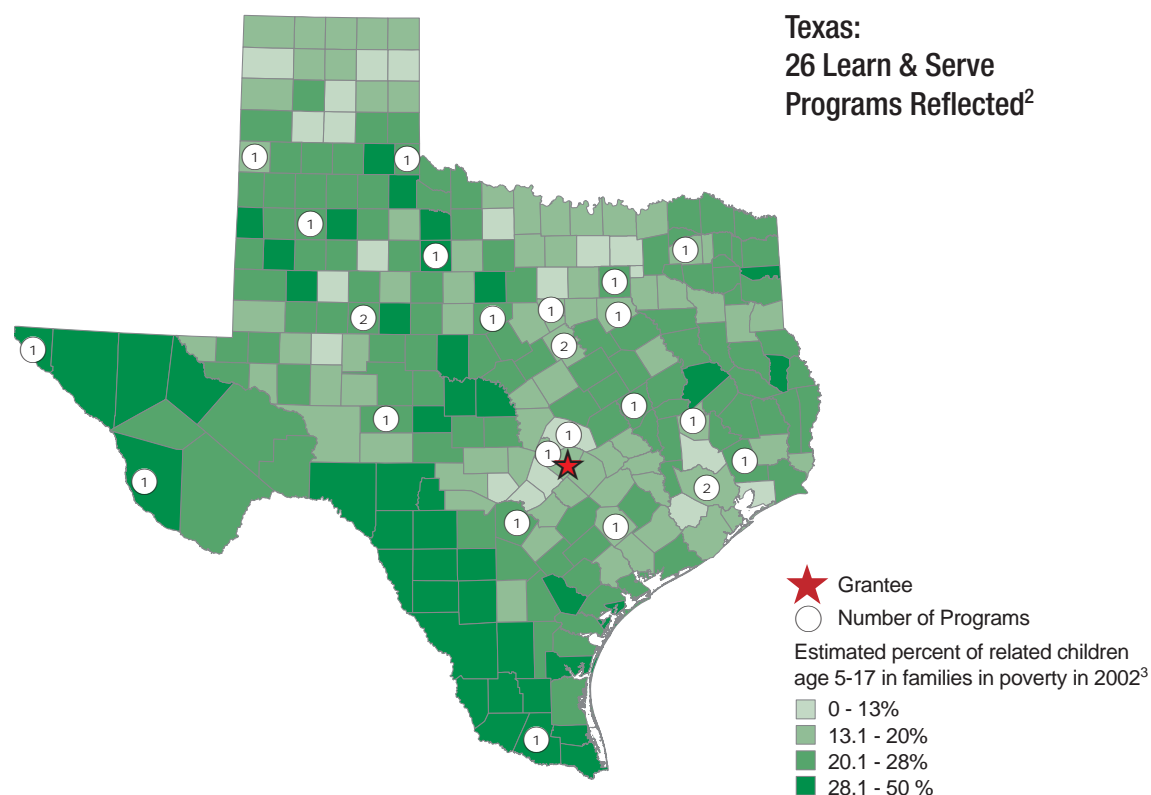 Texas:
26 Learn & Serve
Programs Reflected2
1
1
1
1
1
1
2
1
1
1
2
1
1
1
1
1
1
1
1
2
1
1
1
Grantee
Number of Programs
Estimated percent of related children
age 5-17 in families in poverty in 20023
0 - 13%
13.1 - 20%
20.1 - 28%
28.1 - 50 %